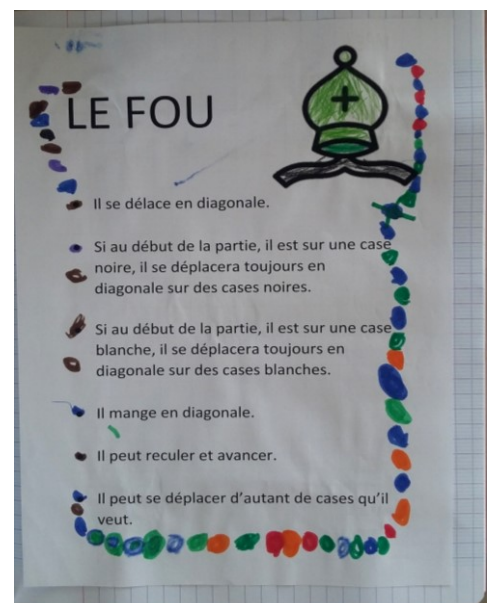 LE FOU
Il se délace en diagonale.
Si au début de la partie, il est sur une case
noire, il se déplacera toujours en
diagonale sur des cases noires.
Si au début de la partie, il est sur une case
blanche, il se déplacera toujours en
diagonale sur des cases blanches.
Il mange en diagonale.
Il peut reculer et avancer.
Il peut se déplacer d'autant de cases qu'il
veut.